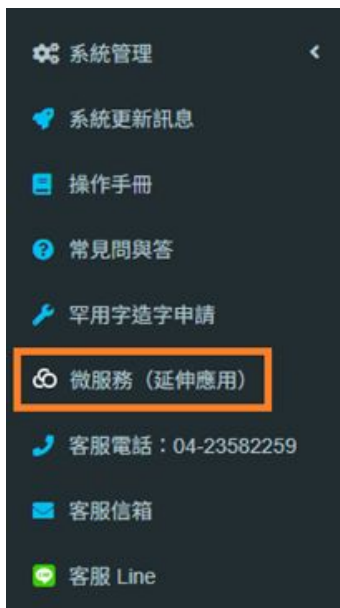 系統管理
系統更新訊息
操作手冊
常見問與答
罕用字造字申請
微服務（延伸應用）
客服電話：04-23582259
客服信箱
客服 Line